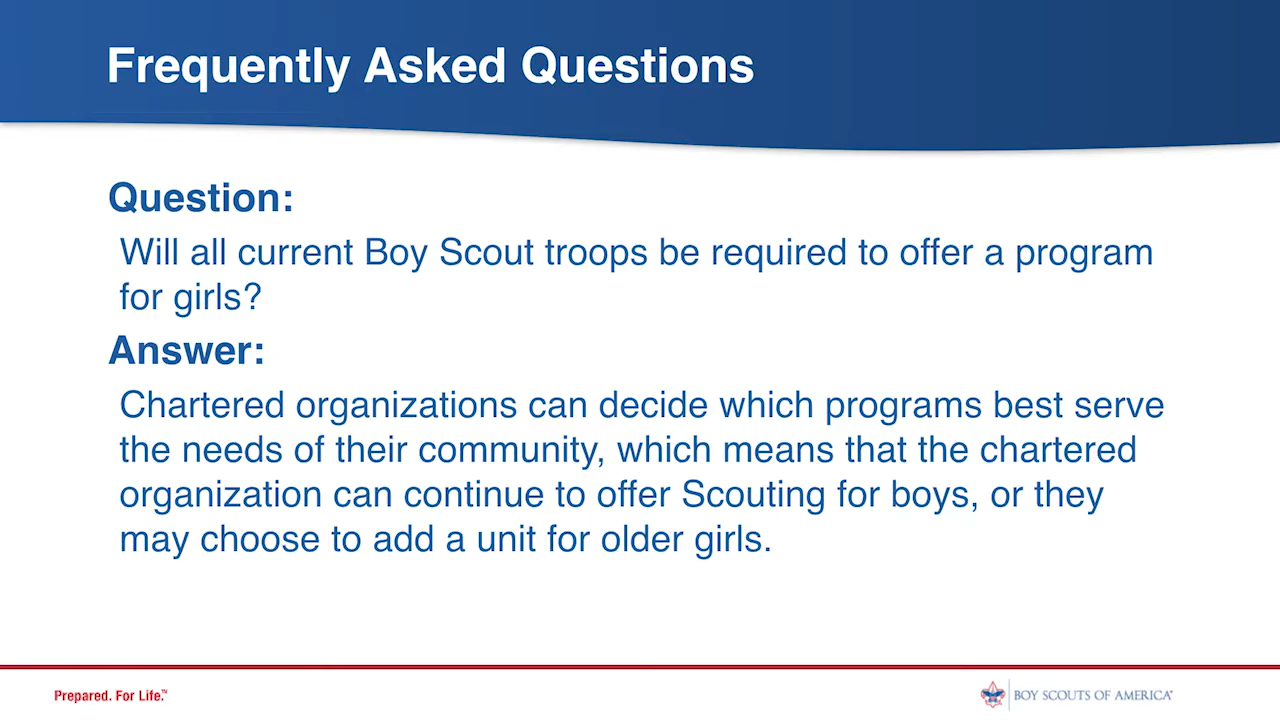 Frequently Asked Questions
Question:
Will all current Boy Scout troops be required to offer a program
for girls?
Answer:
Chartered organizations can decide which programs best serve
the needs of their community, which means that the chartered
organization can continue to offer Scouting for boys, or they
may choose to add a unit for older girls.
Prepared. For Life.™
BOY SCOUTS OF AMERICA®